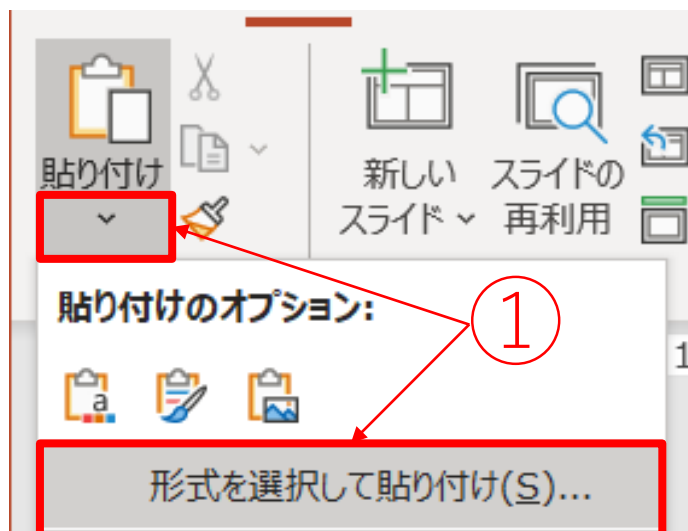 貼り付け
新しい
スライド
スライドの
再利用
貼り付けのオプション:
a
①
1
形式を選択して貼り付け(S)...